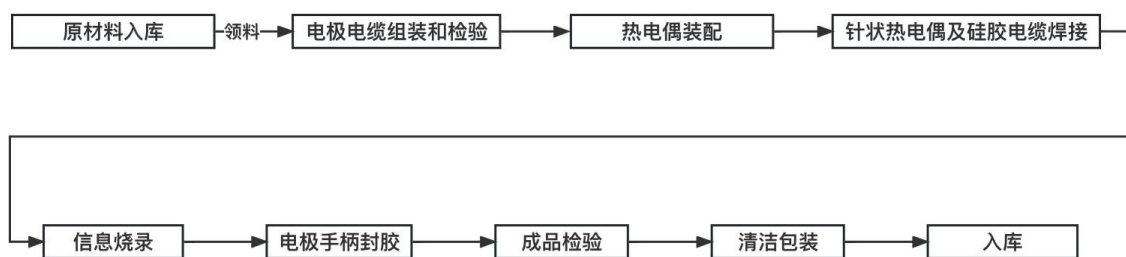 原材料入库
领料
电极电缆组装和检验
热电偶装配
针状热电偶及硅胶电缆焊接
信息烧录
电极手柄封胶
成品检验
清洁包装
入库